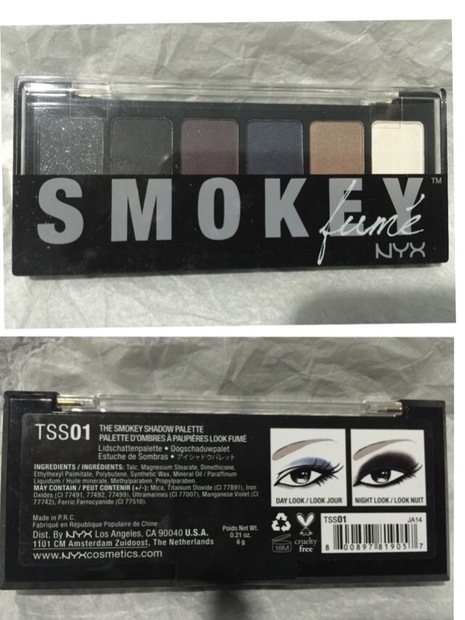 SMOKEY™
fumé
NYX
TSS01
THE SMOKEY SHADOW PALETTE
PALETTE D'OMBRES À PAUPIÈRES LOOK FUMÉ
Lidschattenpalette • Oogschaduwpalet
Estuche de Sombras • アイシャドウパレット
INGREDIENTS / INGRÉDIENTS: Talc, Magnesium Stearate, Dimethicone,
Ethylhexyl Palmitate, Polybutene, Synthetic Wax, Mineral Oil / Paraffinum
Liquidum / Huile minerale, Methylparaben, Propylparaben.
MAY CONTAIN / PEUT CONTENIR (+/-): Mica, Titanium Dioxide (CI 77891), Iron
Oxides (CI 77491, 77492, 77499), Ultramarines (CI 77007), Manganese Violet (CI
77742), Ferric Ferrocyanide (CI 77510)
Made in P.R.C.
Fabriqué en République Populaire de Chine
Dist. By NYX Los Angeles, CA 90040 U.S.A.
1101 CM Amsterdam Zuidoost, The Netherlands
www.NYXcosmetics.com
Poids Net Wt.
0.21 oz.
6 g
DAY LOOK / LOOK JOUR
NIGHT LOOK / LOOK NUIT
18M
cruelty
free
TSS01 JA14
8 00897 81905 7